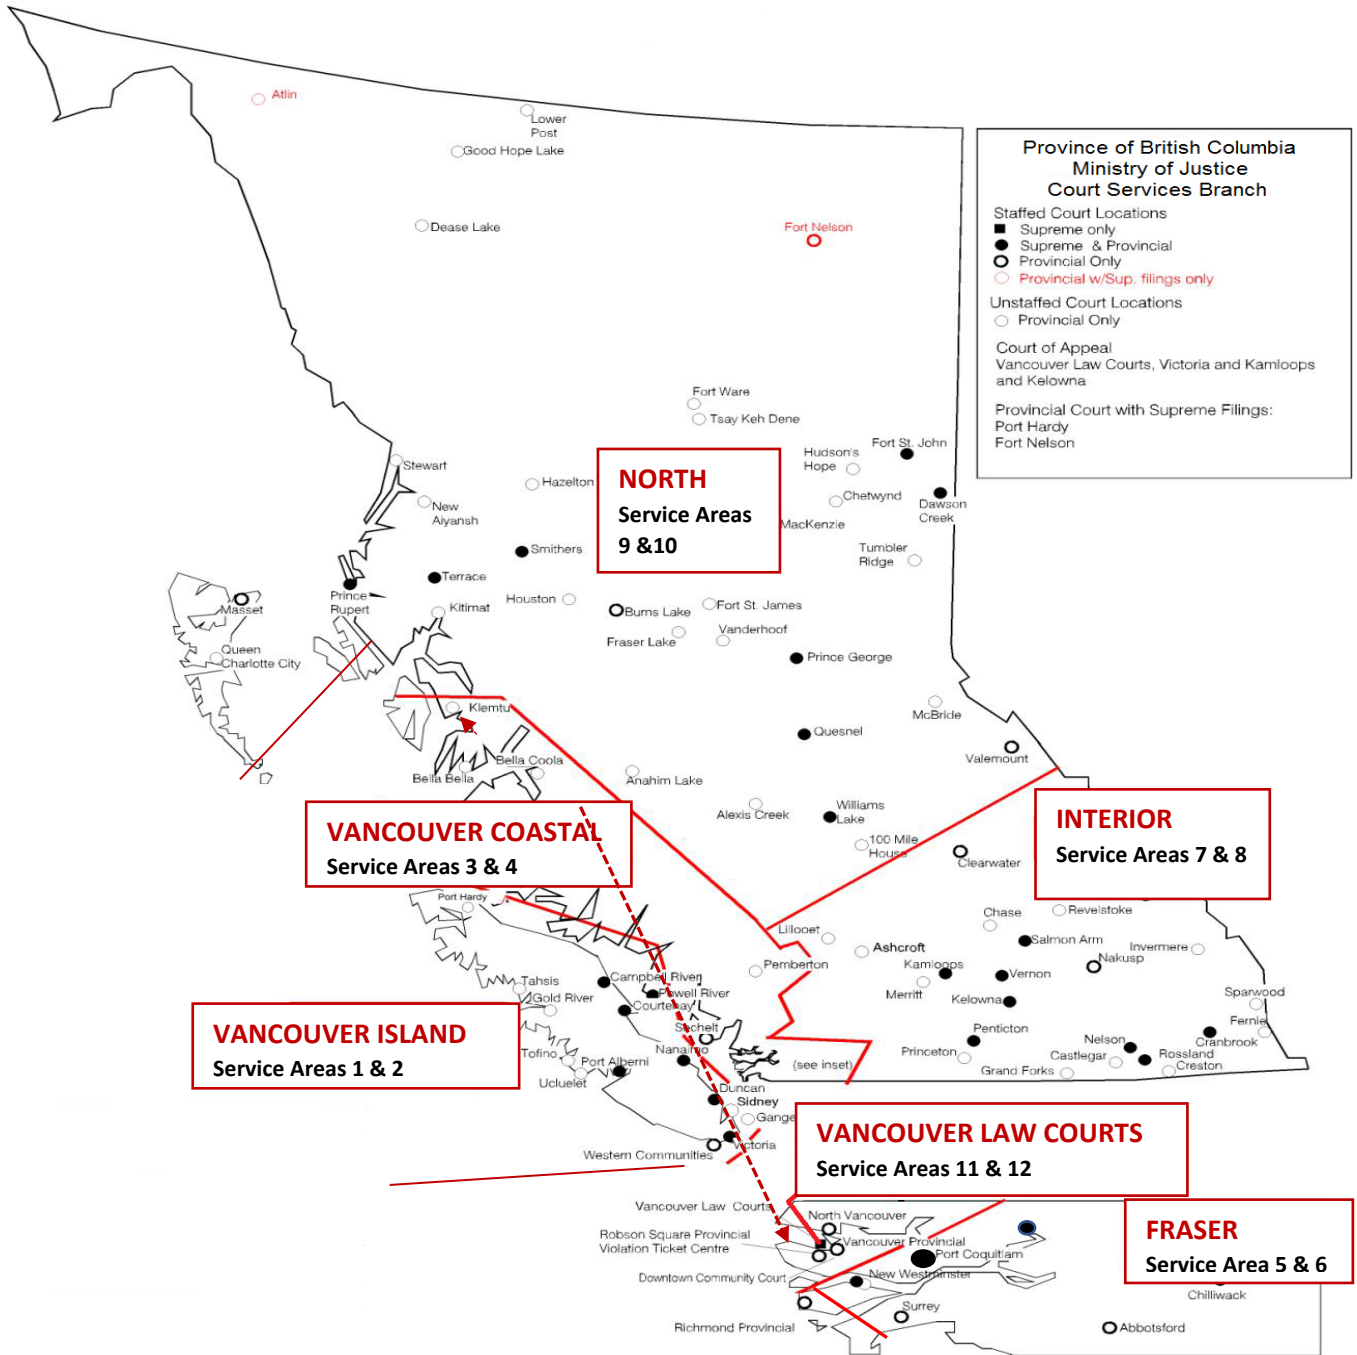 Atlin
Lower
Post
Good Hope Lake
Dease Lake
Fort Nelson
Province of British Columbia
Ministry of Justice
Court Services Branch
Staffed Court Locations
Supreme only
Supreme & Provincial
Provincial Only
Provincial w/Sup. filings only
Unstaffed Court Locations
Provincial Only
Court of Appeal
Vancouver Law Courts, Victoria and Kamloops
and Kelowna
Provincial Court with Supreme Filings:
Port Hardy
Fort Nelson
Fort Ware
Tsay Keh Dene
Fort St. John
Hudson's
Hope
Stewart
Hazelton
NORTH
Service Areas
9 &10
Chetwynd
New
Aiyansh
Dawson
Creek
MacKenzie
Smithers
Tumbler
Ridge
Terrace
Prince
Rupert
Masset
Houston
Kitimat
Burns Lake
Fort St. James
Fraser Lake
Vanderhoof
Queen
Charlotte City
Prince George
Klemtu
McBride
Quesnel
Valemount
Bella Coola
Bella Bella
Anahim Lake
Alexis Creek
Williams
Lake
VANCOUVER COASTAL
Service Areas 3 & 4
INTERIOR
Service Areas 7 & 8
100 Mile
House
Clearwater
Port Hardy
Chase
Revelstoke
Lillooet
Ashcroft
Salmon Arm
Invermere
Pemberton
Kamloops
Nakusp
Tahsis
Campbell River
Vernon
Merritt
Gold River
Powell River
Kelowna
Sparwood
Courtenay
VANCOUVER ISLAND
Service Areas 1 & 2
Sechelt
Penticton
Fernie
Nelson
Cranbrook
Tofino
Port Alberni
Nanaimo
(see inset)
Princeton
Castlegar
Rossland
Creston
Grand Forks
Ucluelet
Duncan
Sidney
Gange
VANCOUVER LAW COURTS
Service Areas 11 & 12
Victoria
Western Communities
Vancouver Law Courts
North Vancouver
FRASER
Service Area 5 & 6
Robson Square Provincial
Violation Ticket Centre
Vancouver Provincial
Port Coquitlam
Downtown Community Court
New Westminster
Chilliwack
Surrey
Richmond Provincial
Abbotsford